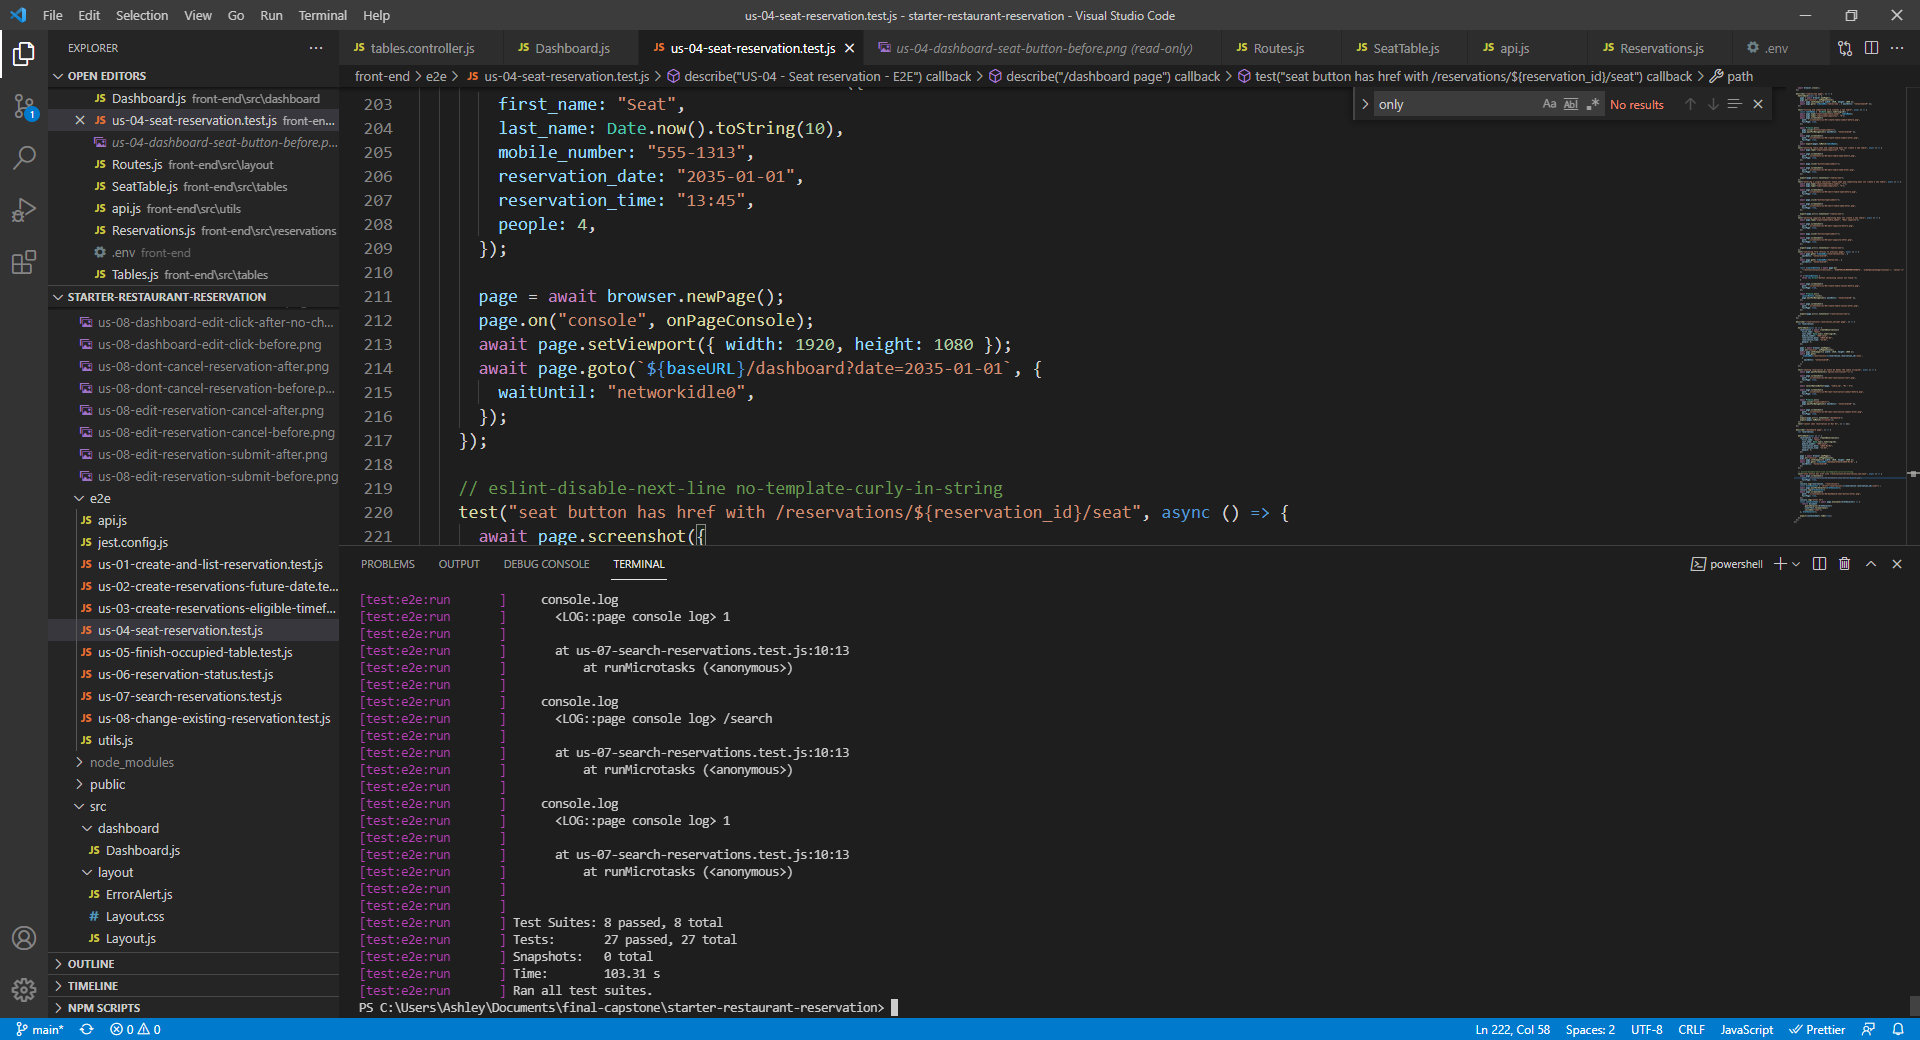 File Edit Selection View Go Run Terminal Help
us-04-seat-reservation.test.js - starter-restaurant-reservation - Visual Studio Code
EXPLORER
OPEN EDITORS
JS Dashboard.js front-end\src\dashboard
JS us-04-seat-reservation.test.js front-en...
us-04-dashboard-seat-button-before.p...
JS Routes.js front-end\src\layout
JS SeatTable.js front-end\src\tables
JS api.js front-end\src\utils
JS Reservations.js front-end\src\reservations
.env front-end
JS Tables.js front-end\src\tables
STARTER-RESTAURANT-RESERVATION
us-08-dashboard-edit-click-after-no-ch...
us-08-dashboard-edit-click-before.png
us-08-dont-cancel-reservation-after.png
us-08-dont-cancel-reservation-before.p...
us-08-edit-reservation-cancel-after.png
us-08-edit-reservation-cancel-before.png
us-08-edit-reservation-submit-after.png
us-08-edit-reservation-submit-before.png
e2e
JS api.js
JS jest.config.js
JS us-01-create-and-list-reservation.test.js
JS us-02-create-reservations-future-date.te...
JS us-03-create-reservations-eligible-timef...
JS us-04-seat-reservation.test.js
JS us-05-finish-occupied-table.test.js
JS us-06-reservation-status.test.js
JS us-07-search-reservations.test.js
JS us-08-change-existing-reservation.test.js
JS utils.js
node_modules
public
src
dashboard
JS Dashboard.js
layout
JS ErrorAlert.js
# Layout.css
JS Layout.js
OUTLINE
TIMELINE
NPM SCRIPTS
JS tables.controller.js JS Dashboard.js JS us-04-seat-reservation.test.js us-04-dashboard-seat-button-before.png (read-only) JS Routes.js JS SeatTable.js JS api.js JS Reservations.js .env
front-end > e2e > JS us-04-seat-reservation.test.js > describe("US-04 - Seat reservation - E2E") callback > describe("/dashboard page") callback > test("seat button has href with /reservations/${reservation_id}/seat") callback > path
only Aa Abl .* No results
203 first_name: "Seat",
204 last_name: Date.now().toString(10),
205 mobile_number: "555-1313",
206 reservation_date: "2035-01-01",
207 reservation_time: "13:45",
208 people: 4,
209 });
210
211 page = await browser.newPage();
212 page.on("console", onPageConsole);
213 await page.setViewport({ width: 1920, height: 1080 });
214 await page.goto(`${baseURL}/dashboard?date=2035-01-01`, {
215 waitUntil: "networkidle0",
216 });
217 });
218
219 // eslint-disable-next-line no-template-curly-in-string
220 test("seat button has href with /reservations/${reservation_id}/seat", async () => {
221 await page.screenshot({
PROBLEMS OUTPUT DEBUG CONSOLE TERMINAL
powershell
[test:e2e:run ] console.log
[test:e2e:run ] <LOG::page console log> 1
[test:e2e:run ]
[test:e2e:run ] at us-07-search-reservations.test.js:10:13
[test:e2e:run ] at runMicrotasks (<anonymous>)
[test:e2e:run ]
[test:e2e:run ] console.log
[test:e2e:run ] <LOG::page console log> /search
[test:e2e:run ]
[test:e2e:run ] at us-07-search-reservations.test.js:10:13
[test:e2e:run ] at runMicrotasks (<anonymous>)
[test:e2e:run ]
[test:e2e:run ] console.log
[test:e2e:run ] <LOG::page console log> 1
[test:e2e:run ]
[test:e2e:run ] at us-07-search-reservations.test.js:10:13
[test:e2e:run ] at runMicrotasks (<anonymous>)
[test:e2e:run ]
[test:e2e:run ]
[test:e2e:run ] Test Suites: 8 passed, 8 total
[test:e2e:run ] Tests: 27 passed, 27 total
[test:e2e:run ] Snapshots: 0 total
[test:e2e:run ] Time: 103.31 s
[test:e2e:run ] Ran all test suites.
PS C:\Users\Ashley\Documents\final-capstone\starter-restaurant-reservation>
main* 0 0
Ln 222, Col 58 Spaces: 2 UTF-8 CRLF JavaScript Prettier